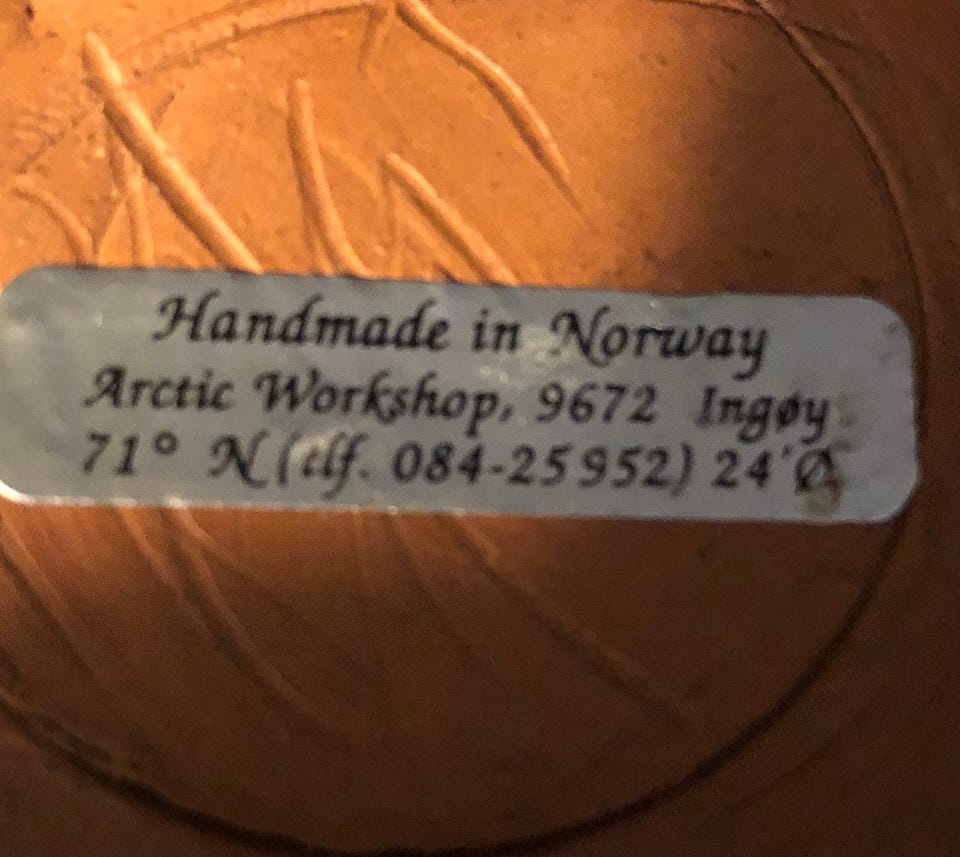 Handmade in Norway
Arctic Workshop, 9672 Ingøy
71° N (tlf. 084-25952) 24'Ø